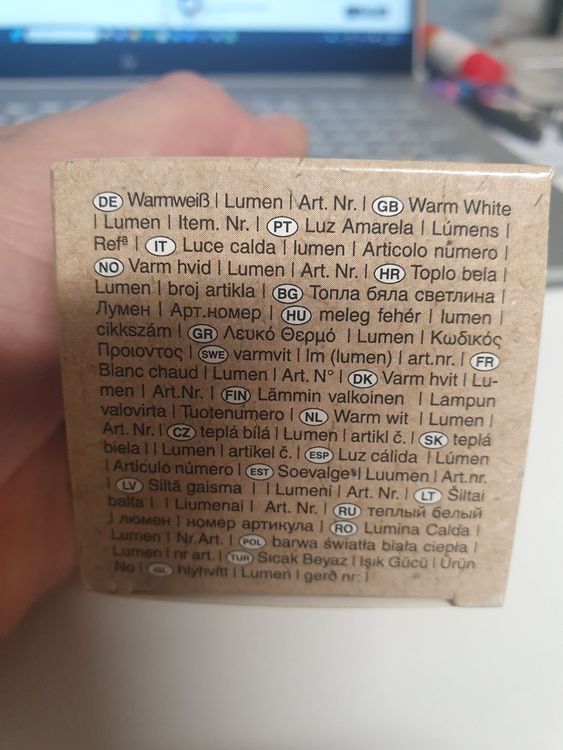 DE Warmweiß | Lumen | Art. Nr. | GB Warm White
| Lumen | Item. Nr. | PT Luz Amarela | Lúmens |
Refª | IT Luce calda | lumen | Articolo número |
NO Varm hvid | Lumen | Art. Nr. | HR Toplo bela |
Lumen | broj artikla | BG Топла бяла светлина |
Лумен | Арт.номер | HU meleg fehér | lumen |
cikkszám | GR Λευκό Θερμό | Lumen | Κωδικός
Προιοντος | SWE varmvit | lm (lumen) | art.nr. | FR
Blanc chaud | Lumen | Art. N° | DK Varm hvit | Lu-
men | Art.Nr. | FIN Lämmin valkoinen | Lampun
valovirta | Tuotenumero | NL Warm wit | Lumen |
Art. Nr. | CZ teplá bílá | Lumen | artikl č. | SK teplá
biela | | Lumen | artikel č. | ESP Luz cálida | Lúmen
| Artículo número | EST Soevalge | Luumen | Art.nr.
| LV Siltā gaisma | | Lumeni | Art. Nr. | LT Šiltai
balta | | Liumenai | Art. Nr. | RU теплый белый
| люмен | номер артикула | RO Lumina Calda |
Lumen | Nr.Art. | POL barwa światła biała ciepła |
Lumen | nr art. | TUR Sıcak Beyaz | Işık Gücü | Ürün
No | ISL hlýhvítt | Lumen | gerð nr: |